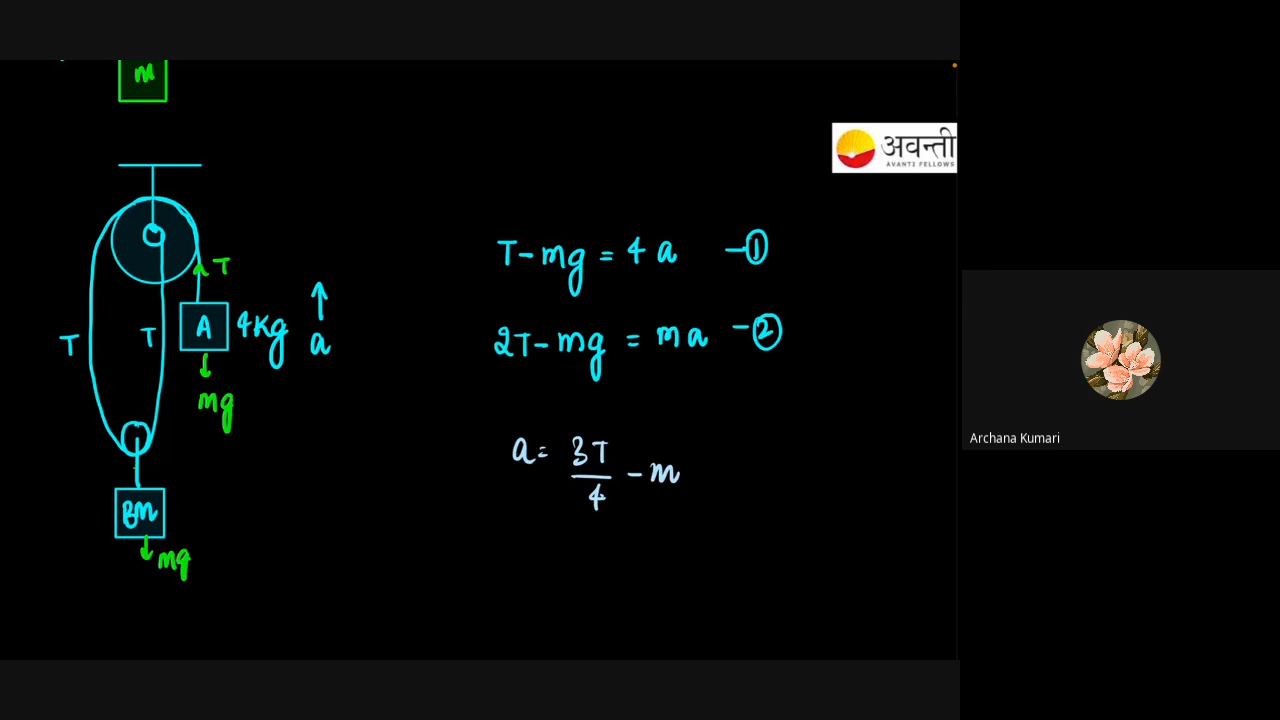 m
अवन्ती
AVANTI FELLOWS
T - mg = 4a —①
T
A
4Kg
a
T
T
2T - mg = ma —②
mg
a = 3T/4 - m
Archana Kumari
BM
mg